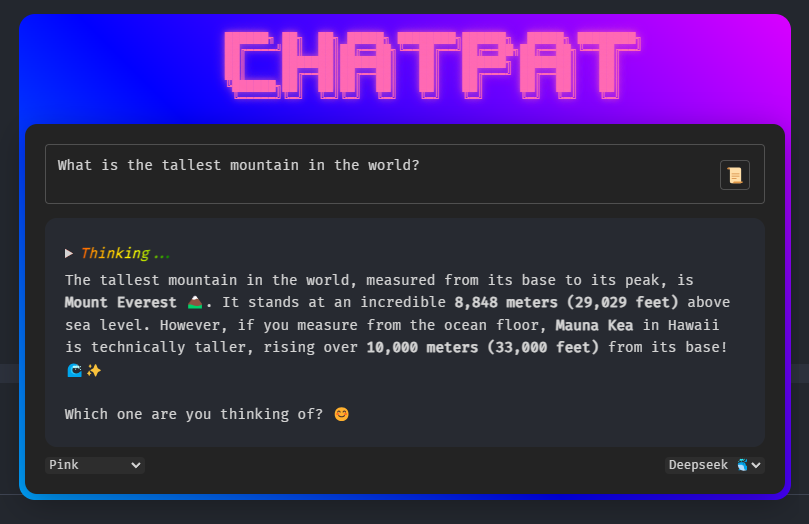 CHATPAT
What is the tallest mountain in the world?
▶ Thinking...
The tallest mountain in the world, measured from its base to its peak, is
Mount Everest 🏔️. It stands at an incredible 8,848 meters (29,029 feet) above
sea level. However, if you measure from the ocean floor, Mauna Kea in Hawaii
is technically taller, rising over 10,000 meters (33,000 feet) from its base!
🌊✨
Which one are you thinking of? 😊
Pink
Deepseek 🐳